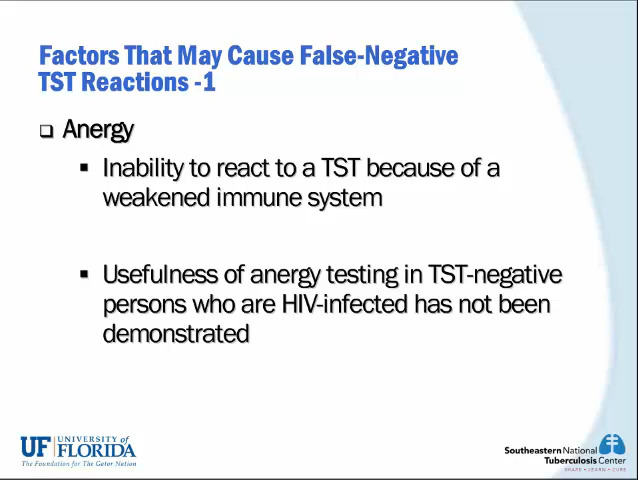 Factors That May Cause False-Negative
TST Reactions -1
Anergy
Inability to react to a TST because of a
weakened immune system
Usefulness of anergy testing in TST-negative
persons who are HIV-infected has not been
demonstrated
UF UNIVERSITY of
FLORIDA
The Foundation for The Gator Nation
Southeastern National
Tuberculosis Center
SHARE • LEARN • CURE